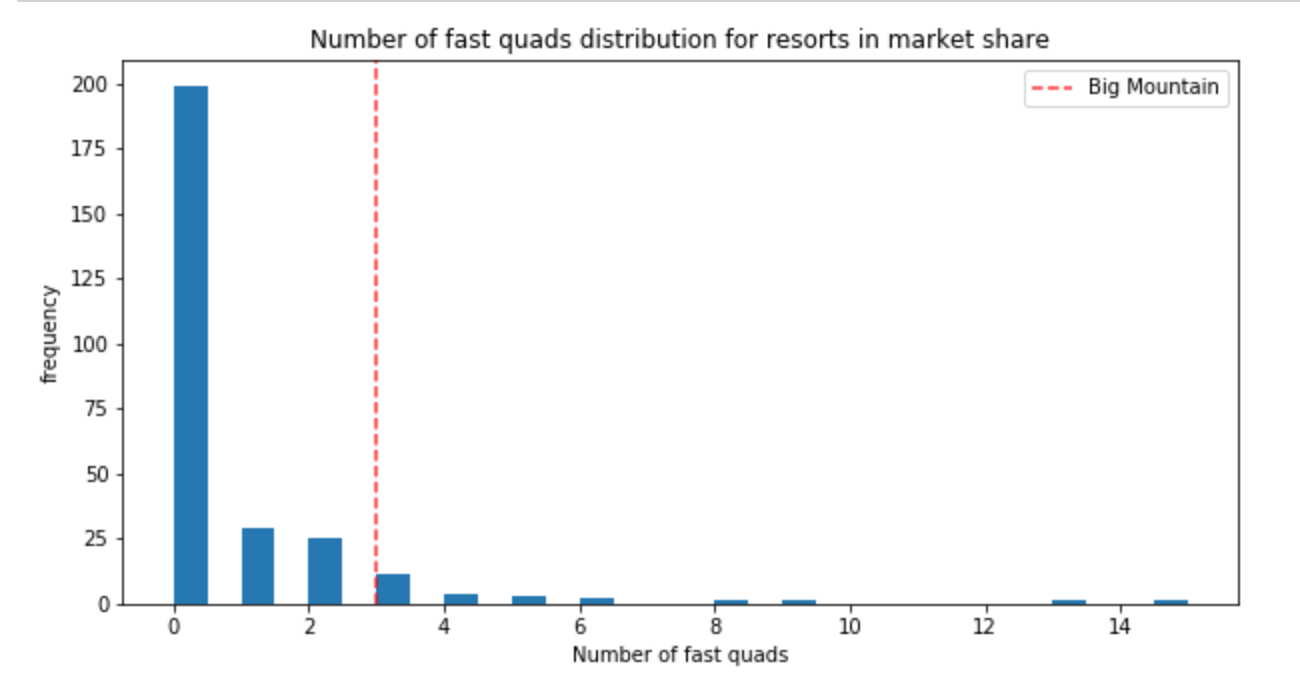 Number of fast quads distribution for resorts in market share
Big Mountain
200
175
150
125
100
75
50
25
0
frequency
0 2 4 6 8 10 12 14
Number of fast quads